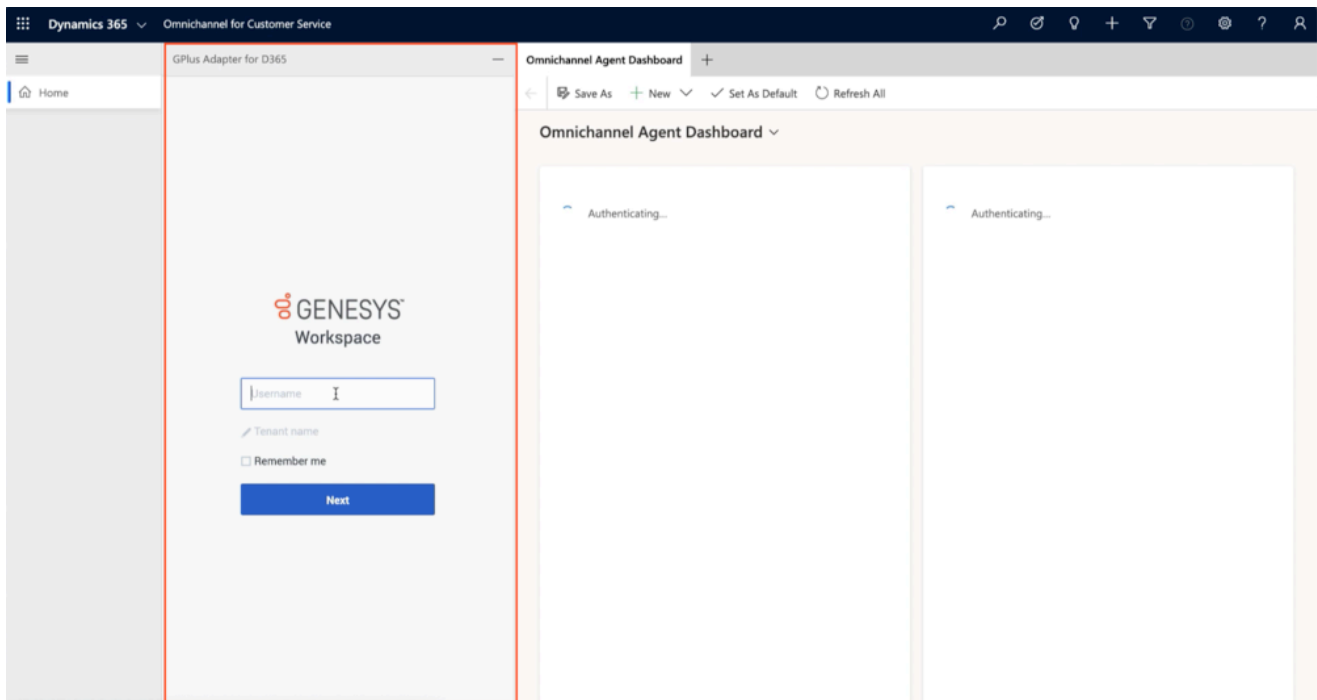 Dynamics 365 Omnichannel for Customer Service
GPlus Adapter for D365
Home
GENESYS™
Workspace
Username
Tenant name
Remember me
Next
Omnichannel Agent Dashboard
Save As New Set As Default Refresh All
Omnichannel Agent Dashboard
Authenticating...
Authenticating...